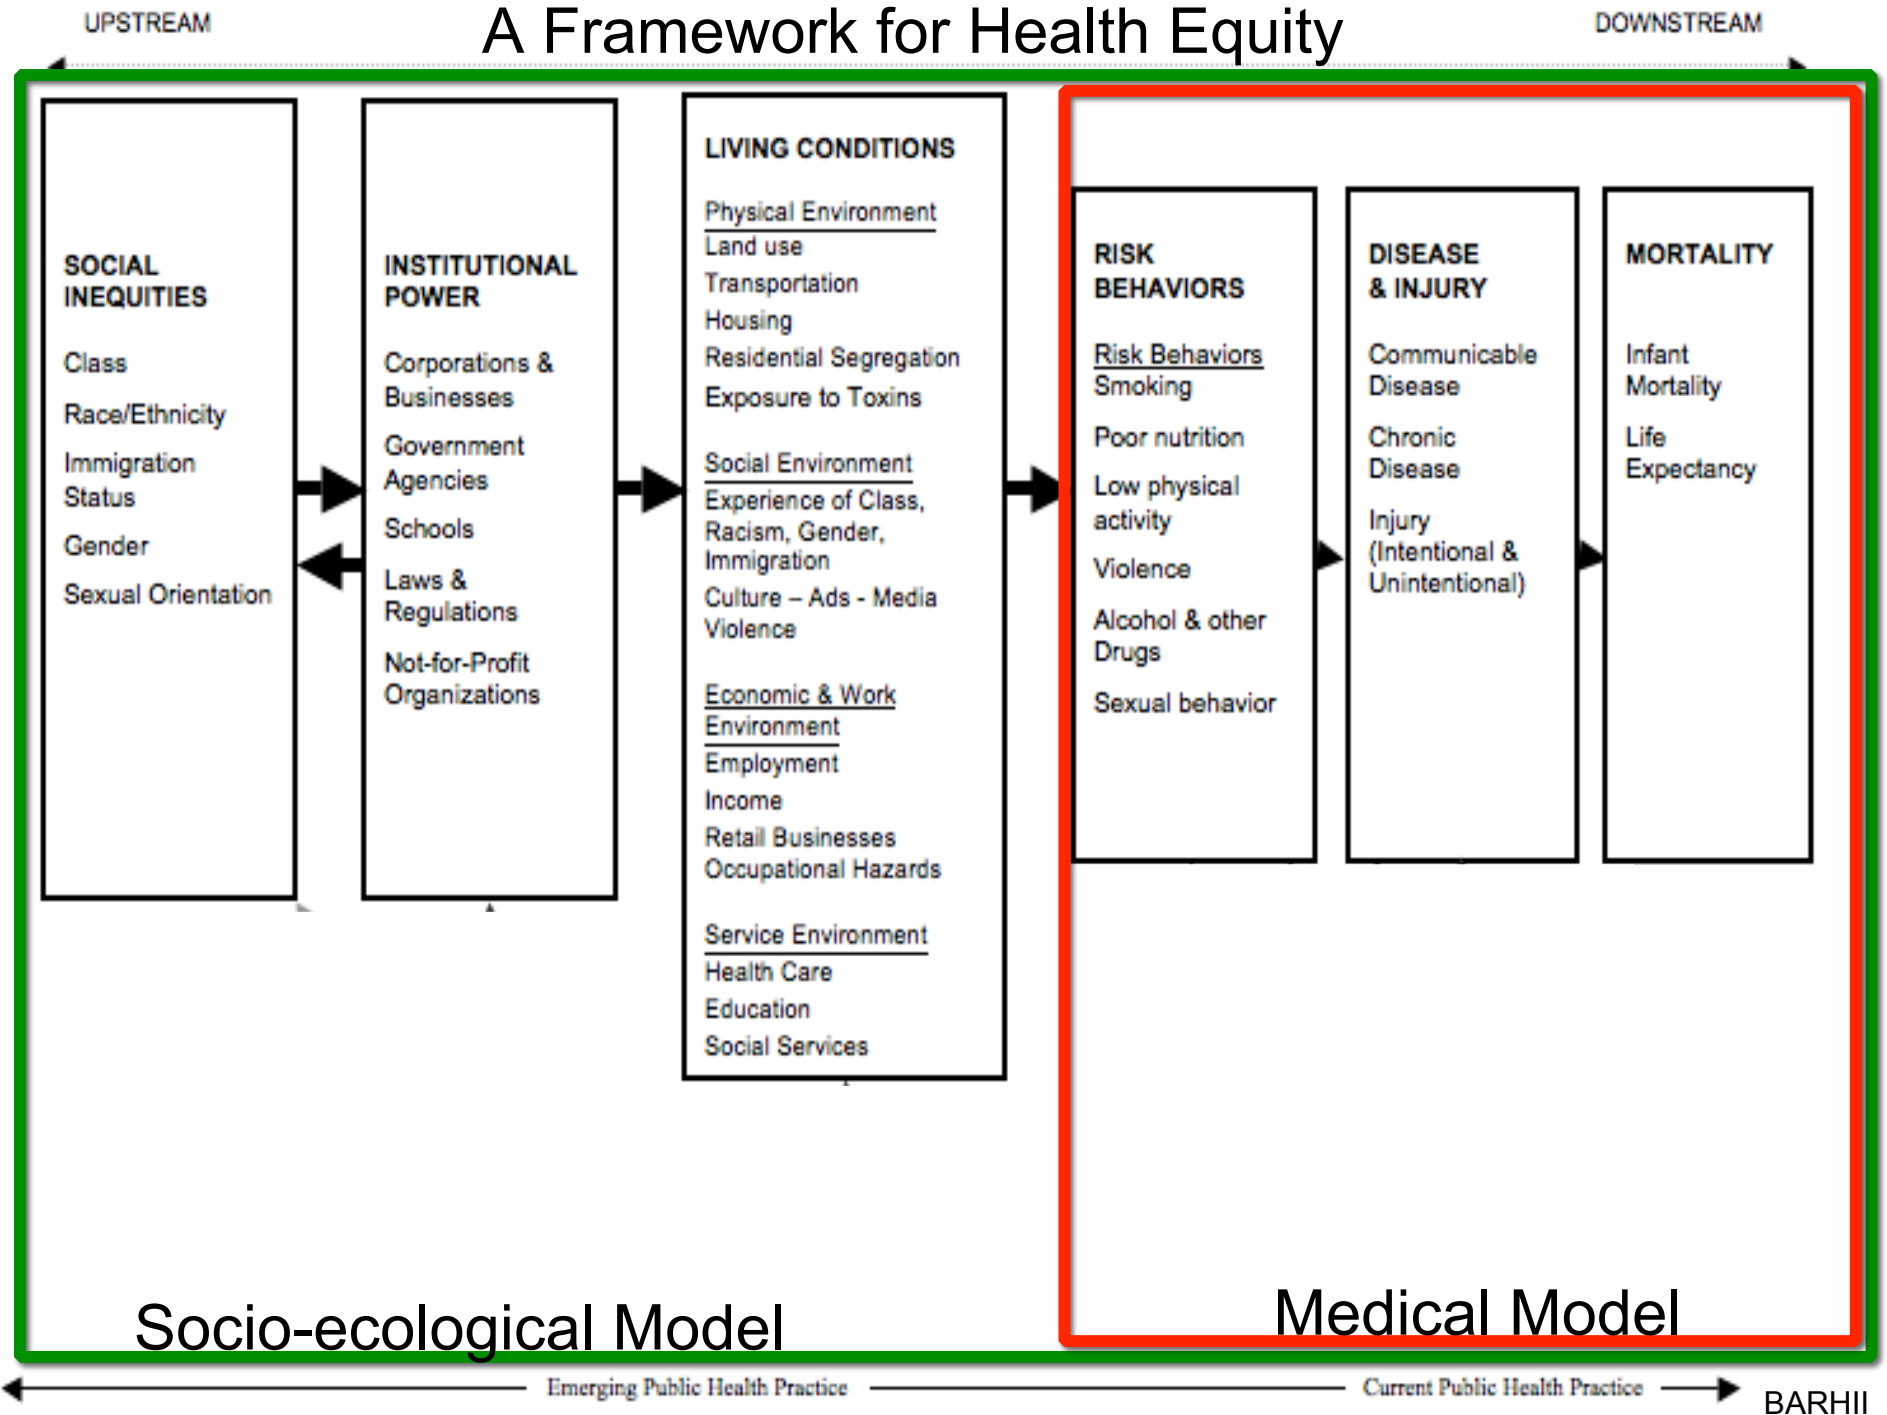 UPSTREAM
A Framework for Health Equity
DOWNSTREAM
SOCIAL
INEQUITIES
Class
Race/Ethnicity
Immigration
Status
Gender
Sexual Orientation
INSTITUTIONAL
POWER
Corporations &
Businesses
Government
Agencies
Schools
Laws &
Regulations
Not-for-Profit
Organizations
LIVING CONDITIONS
Physical Environment
Land use
Transportation
Housing
Residential Segregation
Exposure to Toxins
Social Environment
Experience of Class,
Racism, Gender,
Immigration
Culture – Ads - Media
Violence
Economic & Work
Environment
Employment
Income
Retail Businesses
Occupational Hazards
Service Environment
Health Care
Education
Social Services
RISK
BEHAVIORS
Risk Behaviors
Smoking
Poor nutrition
Low physical
activity
Violence
Alcohol & other
Drugs
Sexual behavior
DISEASE
& INJURY
Communicable
Disease
Chronic
Disease
Injury
(Intentional &
Unintentional)
MORTALITY
Infant
Mortality
Life
Expectancy
Socio-ecological Model
Medical Model
Emerging Public Health Practice
Current Public Health Practice
BARHII